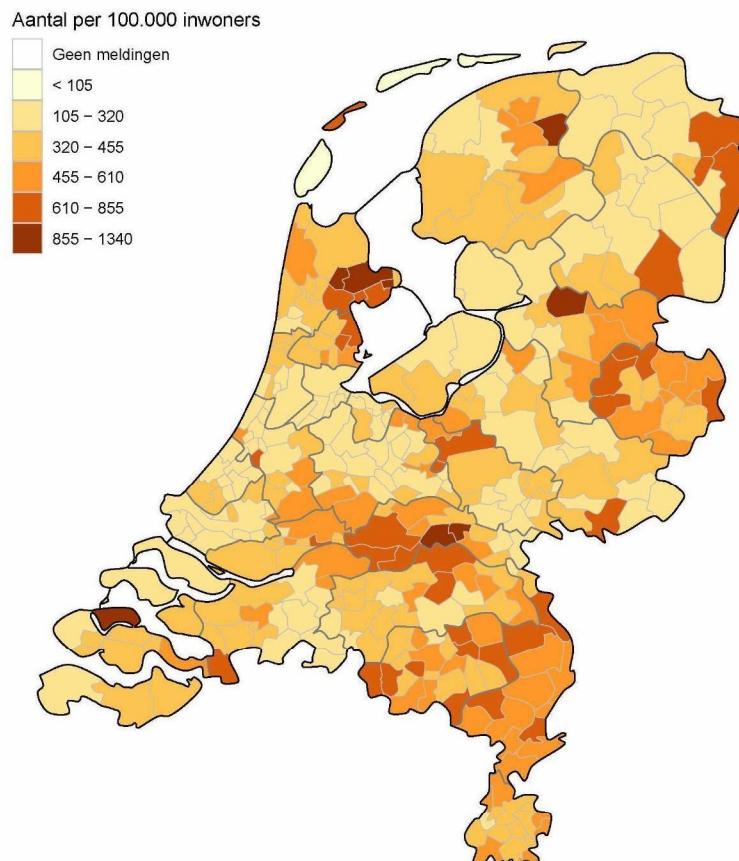 Aantal per 100.000 inwoners
Geen meldingen
< 105
105 – 320
320 – 455
455 – 610
610 – 855
855 – 1340